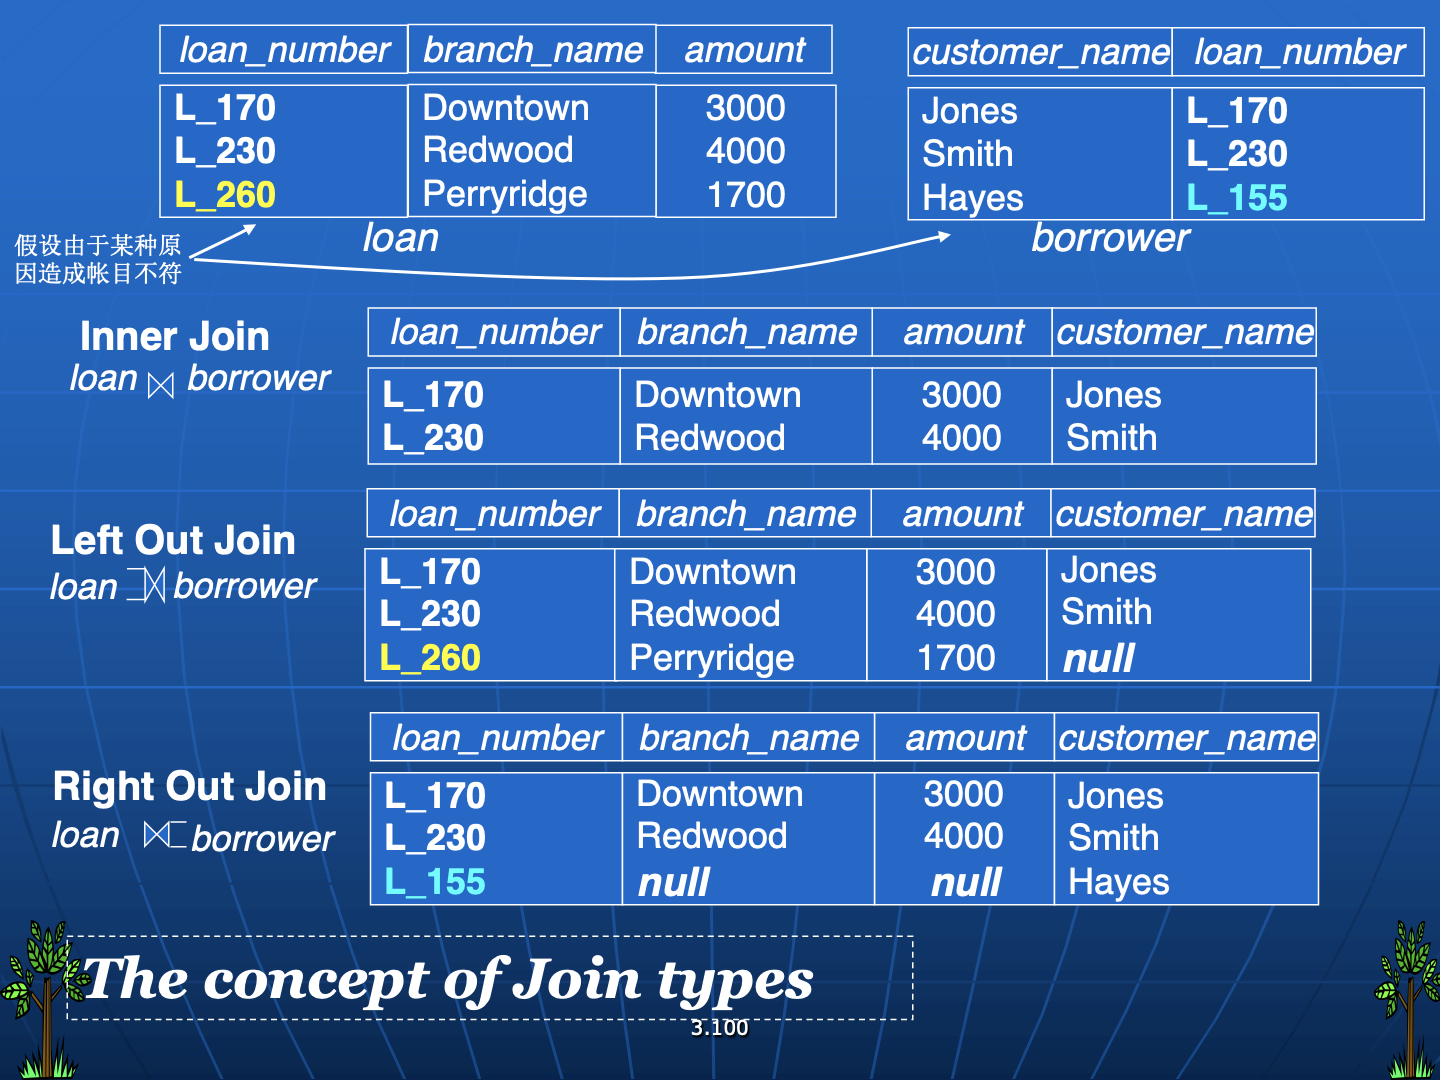 loan_number branch_name amount
L_170 Downtown 3000
L_230 Redwood 4000
L_260 Perryridge 1700
loan
customer_name loan_number
Jones L_170
Smith L_230
Hayes L_155
borrower
假设由于某种原
因造成帐目不符
Inner Join
loan ⋈ borrower
loan_number branch_name amount customer_name
L_170 Downtown 3000 Jones
L_230 Redwood 4000 Smith
Left Out Join
loan ⟕ borrower
loan_number branch_name amount customer_name
L_170 Downtown 3000 Jones
L_230 Redwood 4000 Smith
L_260 Perryridge 1700 null
Right Out Join
loan ⟖ borrower
loan_number branch_name amount customer_name
L_170 Downtown 3000 Jones
L_230 Redwood 4000 Smith
L_155 null null Hayes
The concept of Join types
3.100